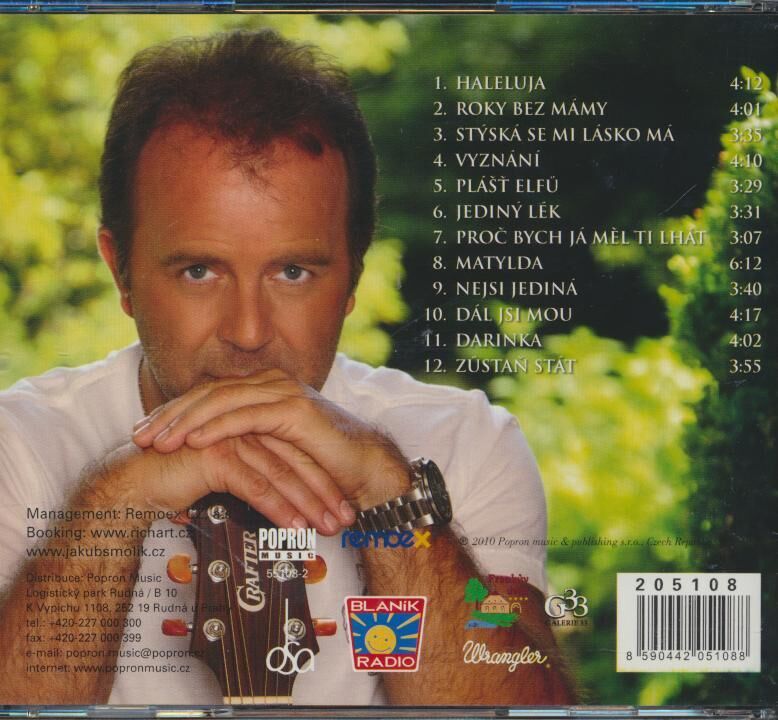 1. HALELUJA 4:12
2. ROKY BEZ MÁMY 4:01
3. STÝSKÁ SE MI LÁSKO MÁ 3:35
4. VYZNÁNÍ 4:10
5. PLÁŠŤ ELFŮ 3:29
6. JEDINÝ LÉK 3:31
7. PROČ BYCH JÁ MĚL TI LHÁT 3:07
8. MATYLDA 6:12
9. NEJSI JEDINÁ 3:40
10. DÁL JSI MOU 4:17
11. DARINKA 4:02
12. ZŮSTAŇ STÁT 3:55
Management: Remoex CZ, a.s.
Booking: www.richart.cz
www.jakubsmolik.cz
Distribuce: Popron Music
Logistický park Rudná / B 10
K Vypichu 1108, 252 19 Rudná u Prahy
tel.: +420-227 000 300
fax: +420-227 000 399
e-mail: popron.music@popron.cz
internet: www.popronmusic.cz
CRAFTER
POPRON
MUSIC
55108-2
remoex
℗ 2010 Popron music & publishing s.r.o., Czech Republic
osa
BLANíK
RADIO
G33
GALERIE 33
Wrangler
205108
8 590442 051088